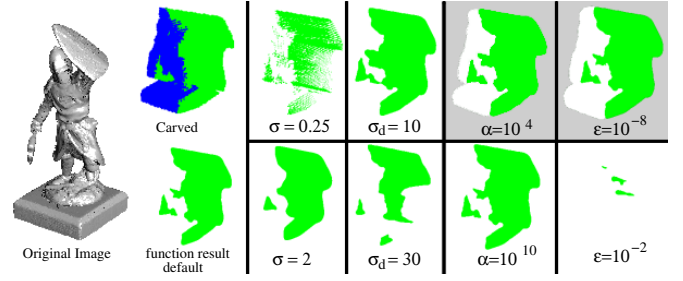 Carved
σ = 0.25
σd = 10
α=10 4
ε=10 -8
Original Image
function result
default
σ = 2
σd = 30
α=10 10
ε=10 -2